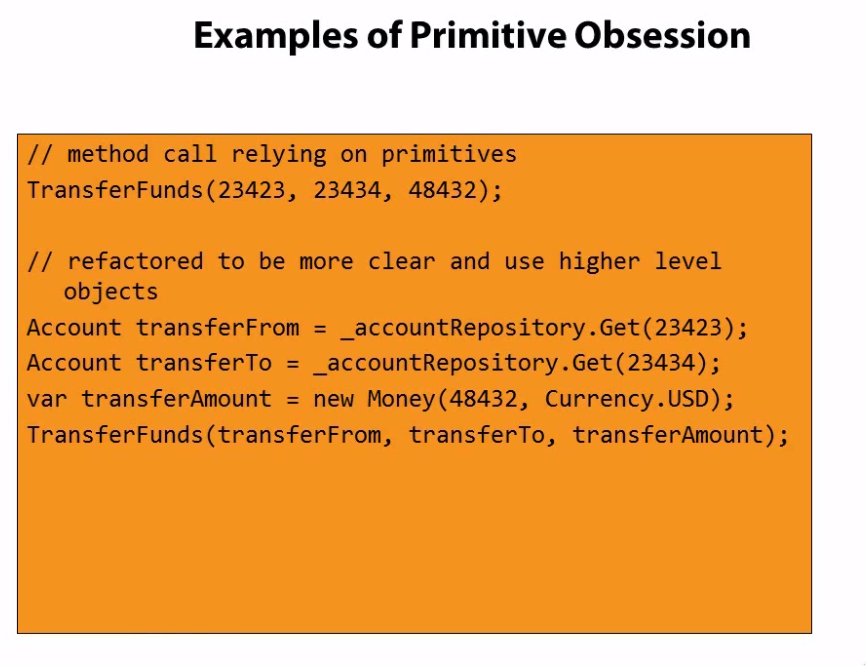 Examples of Primitive Obsession
// method call relying on primitives
TransferFunds(23423, 23434, 48432);
// refactored to be more clear and use higher level
objects
Account transferFrom = _accountRepository.Get(23423);
Account transferTo = _accountRepository.Get(23434);
var transferAmount = new Money(48432, Currency.USD);
TransferFunds(transferFrom, transferTo, transferAmount);